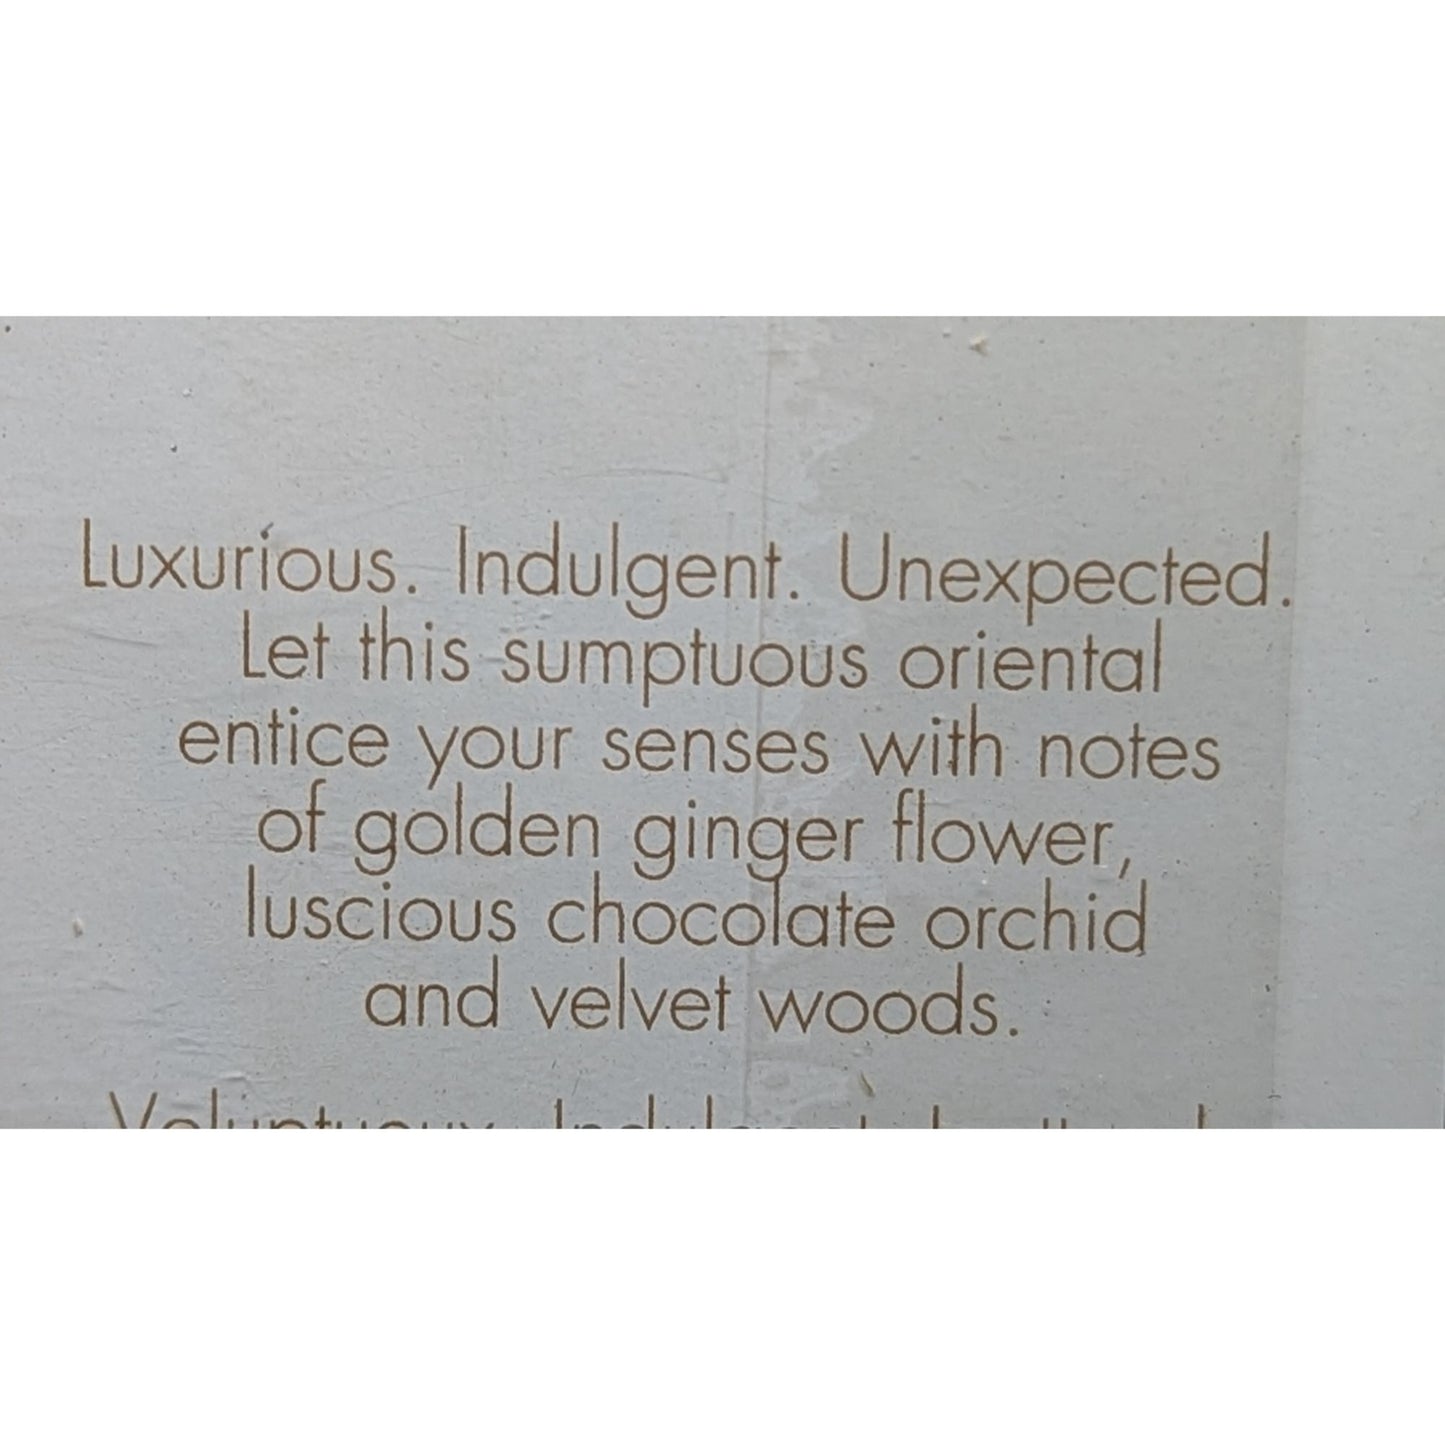 Luxurious. Indulgent. Unexpected.
Let this sumptuous oriental
entice your senses with notes
of golden ginger flower,
luscious chocolate orchid
and velvet woods.